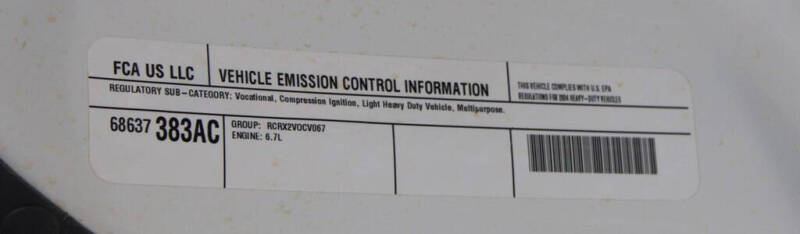 FCA US LLC
VEHICLE EMISSION CONTROL INFORMATION
THIS VEHICLE COMPLIES WITH U.S. EPA
REGULATIONS FOR 2024 HEAVY-DUTY VEHICLES
REGULATORY SUB-CATEGORY: Vocational, Compression Ignition, Light Heavy Duty Vehicle, Multipurpose.
68637 383AC
GROUP: RCRX2VOCV067
ENGINE: 6.7L